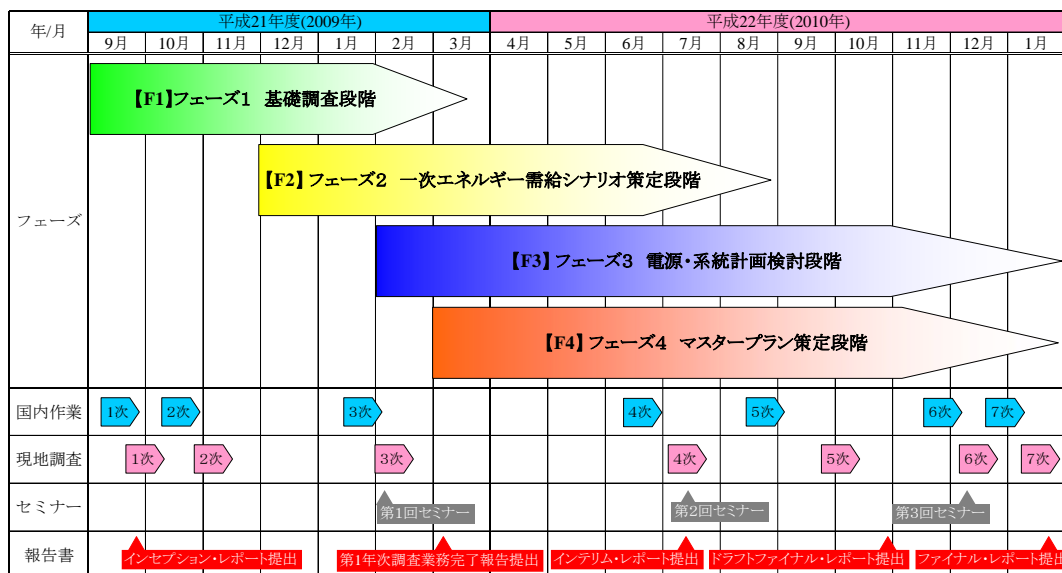 年/月
平成21年度(2009年)
平成22年度(2010年)
9月 10月 11月 12月 1月 2月 3月 4月 5月 6月 7月 8月 9月 10月 11月 12月 1月
フェーズ
【F1】フェーズ１ 基礎調査段階
【F2】フェーズ２ 一次エネルギー需給シナリオ策定段階
【F3】フェーズ３ 電源・系統計画検討段階
【F4】フェーズ４ マスタープラン策定段階
国内作業
1次 2次 3次 4次 5次 6次 7次
現地調査
1次 2次 3次 4次 5次 6次 7次
セミナー
第1回セミナー 第2回セミナー 第3回セミナー
報告書
インセプション・レポート提出 第1年次調査業務完了報告提出 インテリム・レポート提出 ドラフトファイナル・レポート提出 ファイナル・レポート提出